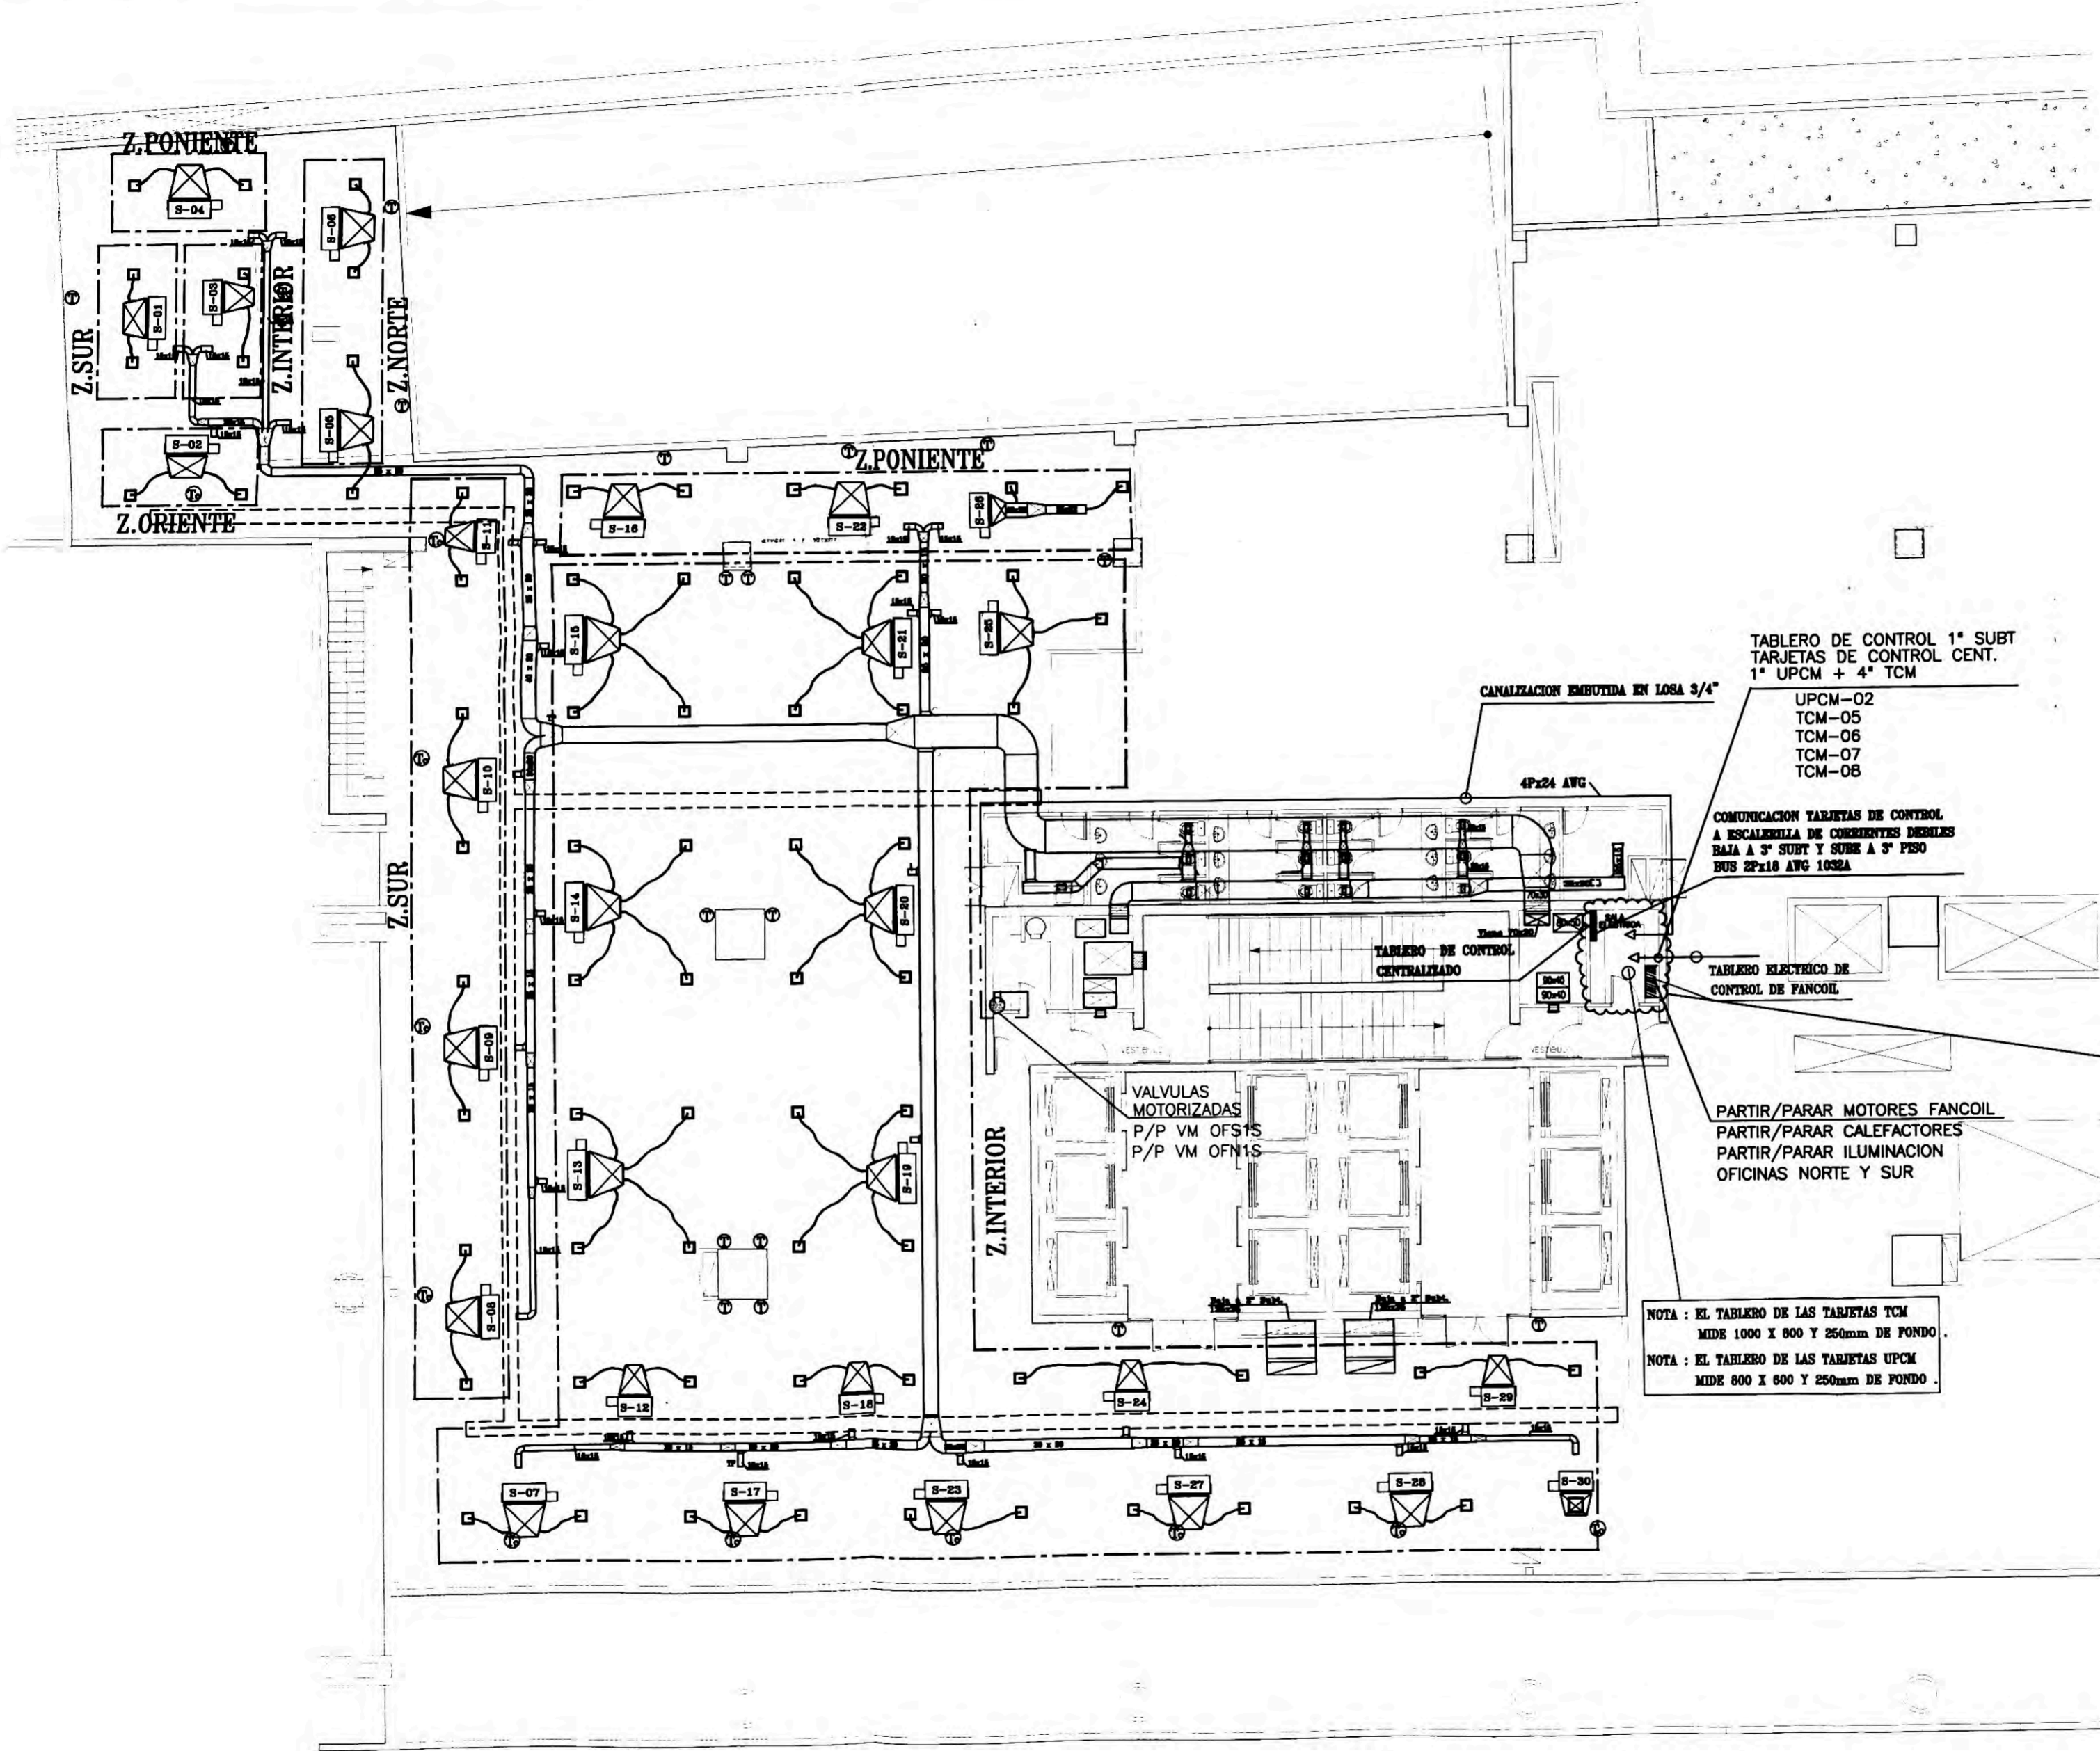 Z.PONIENTE
S-04
S-06
S-01
S-03
Z.SUR
Z.INTERIOR
Z.NORTE
S-05
S-02
Z.ORIENTE
S-11
Z.PONIENTE
S-16
S-22
S-26
S-15
S-21
S-25
S-10
Z.SUR
S-14
S-20
S-09
S-13
S-19
S-08
S-12
S-18
S-24
S-29
S-07
S-17
S-23
S-27
S-28
S-30
Z.INTERIOR
TABLERO DE CONTROL 1° SUBT
TARJETAS DE CONTROL CENT.
1° UPCM + 4° TCM
UPCM-02
TCM-05
TCM-06
TCM-07
TCM-08
CANALIZACION EMBUTIDA EN LOSA 3/4"
4Px24 AWG
COMUNICACION TARJETAS DE CONTROL
A ESCALERILLA DE CORRIENTES DEBILES
BAJA A 3° SUBT Y SUBE A 3° PISO
BUS 2Px18 AWG 1032A
70x30
Viene 70x30
TABLERO DE CONTROL
CENTRALIZADO
90x40
90x40
TABLERO ELECTRICO DE
CONTROL DE FANCOIL
VALVULAS
MOTORIZADAS
P/P VM OFS1S
P/P VM OFN1S
PARTIR/PARAR MOTORES FANCOIL
PARTIR/PARAR CALEFACTORES
PARTIR/PARAR ILUMINACION
OFICINAS NORTE Y SUR
NOTA : EL TABLERO DE LAS TARJETAS TCM
MIDE 1000 X 800 Y 250mm DE FONDO .
NOTA : EL TABLERO DE LAS TARJETAS UPCM
MIDE 800 X 600 Y 250mm DE FONDO .